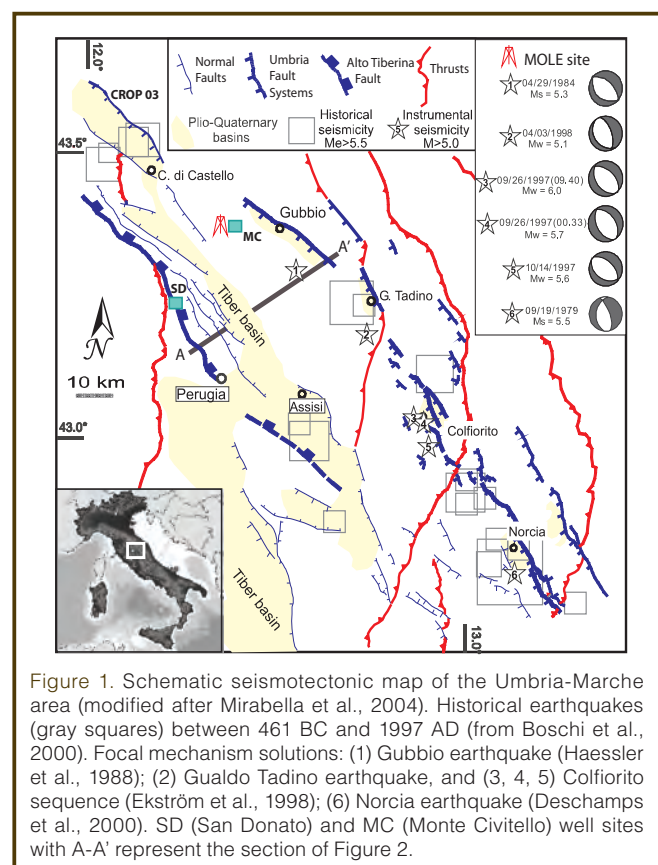 12.0°
Normal Faults
Umbria Fault Systems
Alto Tiberina Fault
Thrusts
Plio-Quaternary basins
Historical seismicity Me>5.5
5
Instrumental seismicity M>5.0
MOLE site
1 04/29/1984
Ms = 5.3
2 04/03/1998
Mw = 5.1
3 09/26/1997(09.40)
Mw = 6,0
4 09/26/1997(00.33)
Mw = 5.7
5 10/14/1997
Mw = 5,6
6 09/19/1979
Ms = 5.5
CROP 03
43.5°
C. di Castello
MC
Gubbio
1
A'
SD
G. Tadino
2
Tiber basin
N
A
10 km
Perugia
Assisi
43.0°
3
4
5
Colfiorito
Norcia
6
Tiber basin
13.0°
Figure 1. Schematic seismotectonic map of the Umbria-Marche
area (modified after Mirabella et al., 2004). Historical earthquakes
(gray squares) between 461 BC and 1997 AD (from Boschi et al.,
2000). Focal mechanism solutions: (1) Gubbio earthquake (Haessler
et al., 1988); (2) Gualdo Tadino earthquake, and (3, 4, 5) Colfiorito
sequence (Ekström et al., 1998); (6) Norcia earthquake (Deschamps
et al., 2000). SD (San Donato) and MC (Monte Civitello) well sites
with A-A' represent the section of Figure 2.